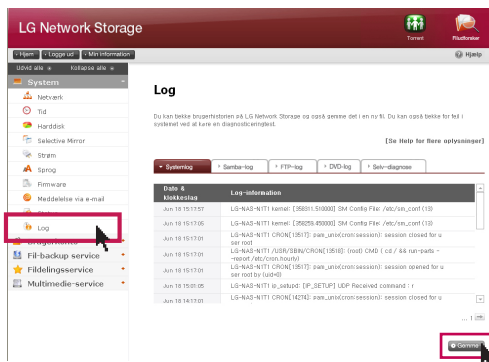 LG Network Storage
Torrent
Filudforsker
Hjem
Logge ud
Min information
Hjælp
Udvid alle
Kollapse alle
System
Netværk
Tid
Harddisk
Selective Mirror
Strøm
Sprog
Firmware
Meddelelse via e-mail
Log
Fil-backup service
Fildelingsservice
Multimedie-service
Log
Du kan tjekke brugerhistorien på LG Network Storage og også gemme det i en ny fil. Du kan også tjekke for fejl i
systemet ved at køre en diagnosticeringtest.
[Se Help for flere oplysninger]
Systemlog
Samba-log
FTP-log
DVD-log
Selv-diagnose
Dato & klokkeslag
Log-information
Jun 18 15:17:57
LG-NAS-N1T1 kernel: [358311.510000] SM Config File: /etc/sm_conf (13)
Jun 18 15:17:05
LG-NAS-N1T1 kernel: [358259.450000] SM Config File: /etc/sm_conf (13)
Jun 18 15:17:01
LG-NAS-N1T1 CRON[13517]: pam_unix(cron:session): session closed for u
ser root
Jun 18 15:17:01
LG-NAS-N1T1 /USR/SBIN/CRON[13518]: (root) CMD ( cd / && run-parts -
-report /etc/cron.hourly)
Jun 18 15:17:01
LG-NAS-N1T1 CRON[13517]: pam_unix(cron:session): session opened for u
ser root by (uid=0)
Jun 18 15:01:05
LG-NAS-N1T1 ip_setupd: [IP_SETUP] UDP Received command : r
Jun 18 14:17:01
LG-NAS-N1T1 CRON[14274]: pam_unix(cron:session): session closed for u
... 1
Gemme